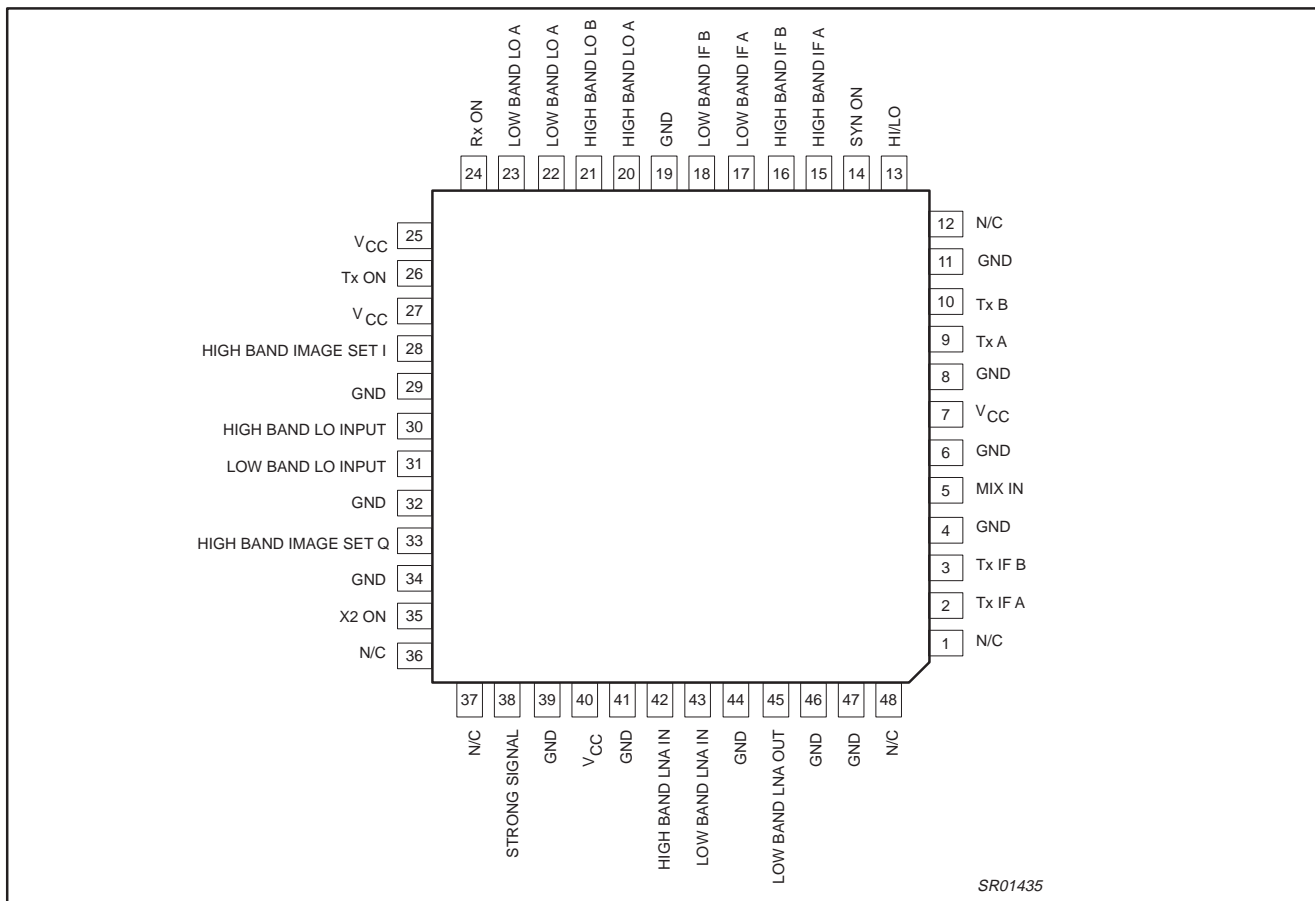 Rx ON
LOW BAND LO A
LOW BAND LO A
HIGH BAND LO B
HIGH BAND LO A
GND
LOW BAND IF B
LOW BAND IF A
HIGH BAND IF B
HIGH BAND IF A
SYN ON
HI/LO
24 23 22 21 20 19 18 17 16 15 14 13
VCC 25
Tx ON 26
VCC 27
HIGH BAND IMAGE SET I 28
GND 29
HIGH BAND LO INPUT 30
LOW BAND LO INPUT 31
GND 32
HIGH BAND IMAGE SET Q 33
GND 34
X2 ON 35
N/C 36
12 N/C
11 GND
10 Tx B
9 Tx A
8 GND
7 VCC
6 GND
5 MIX IN
4 GND
3 Tx IF B
2 Tx IF A
1 N/C
37 38 39 40 41 42 43 44 45 46 47 48
N/C
STRONG SIGNAL
GND
VCC
GND
HIGH BAND LNA IN
LOW BAND LNA IN
GND
LOW BAND LNA OUT
GND
GND
N/C
SR01435